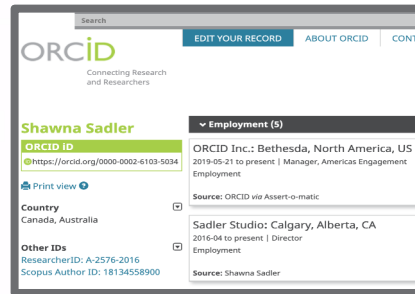 Search
ORCiD
EDIT YOUR RECORD
ABOUT ORCID
Connecting Research
and Researchers
Shawna Sadler
ORCID iD
https://orcid.org/0000-0002-6103-5034
Print view
Country
Canada, Australia
Other IDs
ResearcherID: A-2576-2016
Scopus Author ID: 18134558900
Employment (5)
ORCID Inc.: Bethesda, North America, US
2019-05-21 to present | Manager, Americas Engagement
Employment
Source: ORCID via Assert-o-matic
Sadler Studio: Calgary, Alberta, CA
2016-04 to present | Director
Employment
Source: Shawna Sadler